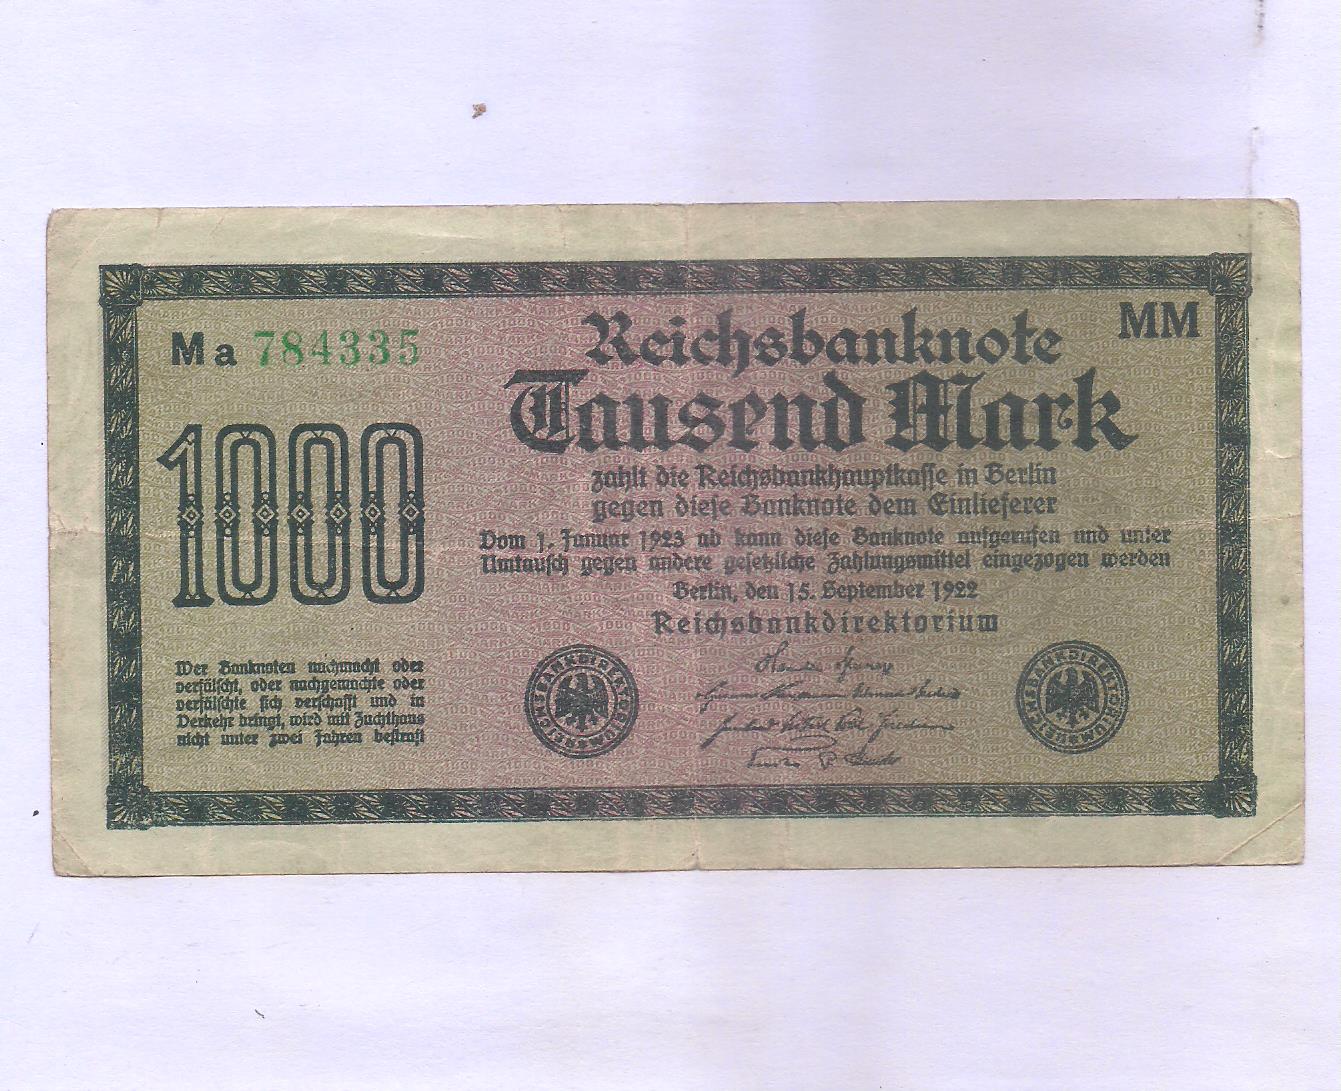 Ma 784335
MM
Reichsbanknote
Tausend Mark
zahlt die Reichsbankhauptkasse in Berlin
gegen diese Banknote dem Einlieferer
Vom 1. Januar 1923 ab kann diese Banknote aufgerufen und unter
Umtausch gegen andere gesetzliche Zahlungsmittel eingezogen werden
Berlin, den 15. September 1922
Reichsbankdirektorium
1000
Wer Banknoten nachmacht oder
verfälscht, oder nachgemachte oder
verfälschte sich verschafft und in
Verkehr bringt, wird mit Zuchthaus
nicht unter zwei Jahren bestraft
REICHSBANKDIREKTORIUM
REICHSBANKDIREKTORIUM